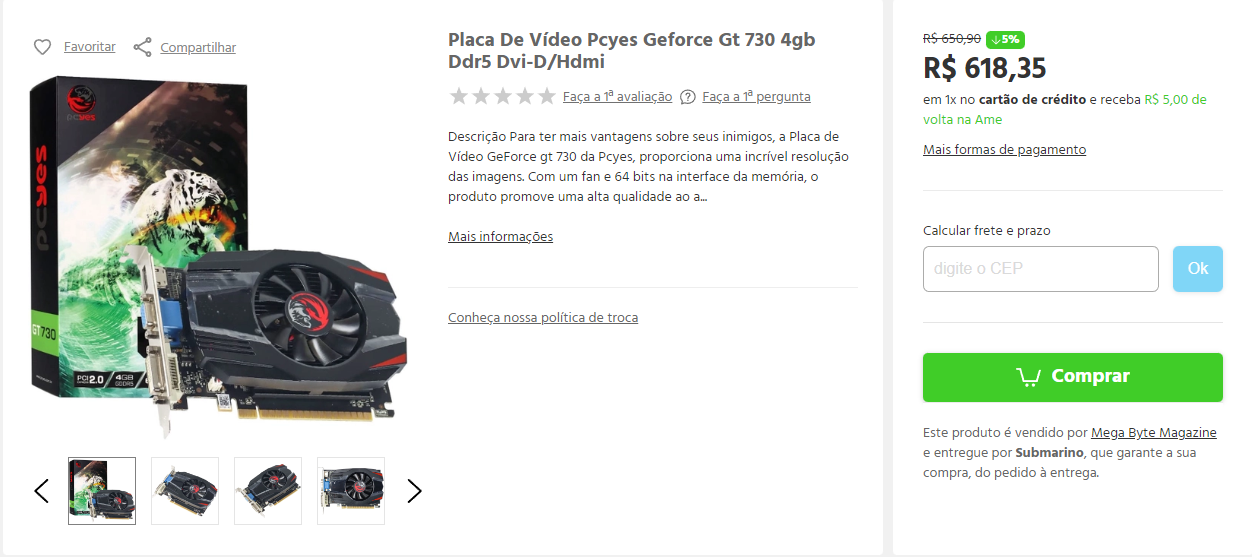 Favoritar
Compartilhar
PCYES
pcyes
GT 730
PCI 2.0
4GB
GDDR5
Placa De Vídeo Pcyes Geforce Gt 730 4gb
Ddr5 Dvi-D/Hdmi
Faça a 1ª avaliação
Faça a 1ª pergunta
Descrição Para ter mais vantagens sobre seus inimigos, a Placa de
Vídeo GeForce gt 730 da Pcyes, proporciona uma incrível resolução
das imagens. Com um fan e 64 bits na interface da memória, o
produto promove uma alta qualidade ao a...
Mais informações
Conheça nossa política de troca
R$ 650,90 ↓5%
R$ 618,35
em 1x no cartão de crédito e receba R$ 5,00 de
volta na Ame
Mais formas de pagamento
Calcular frete e prazo
digite o CEP
Ok
Comprar
Este produto é vendido por Mega Byte Magazine
e entregue por Submarino, que garante a sua
compra, do pedido à entrega.